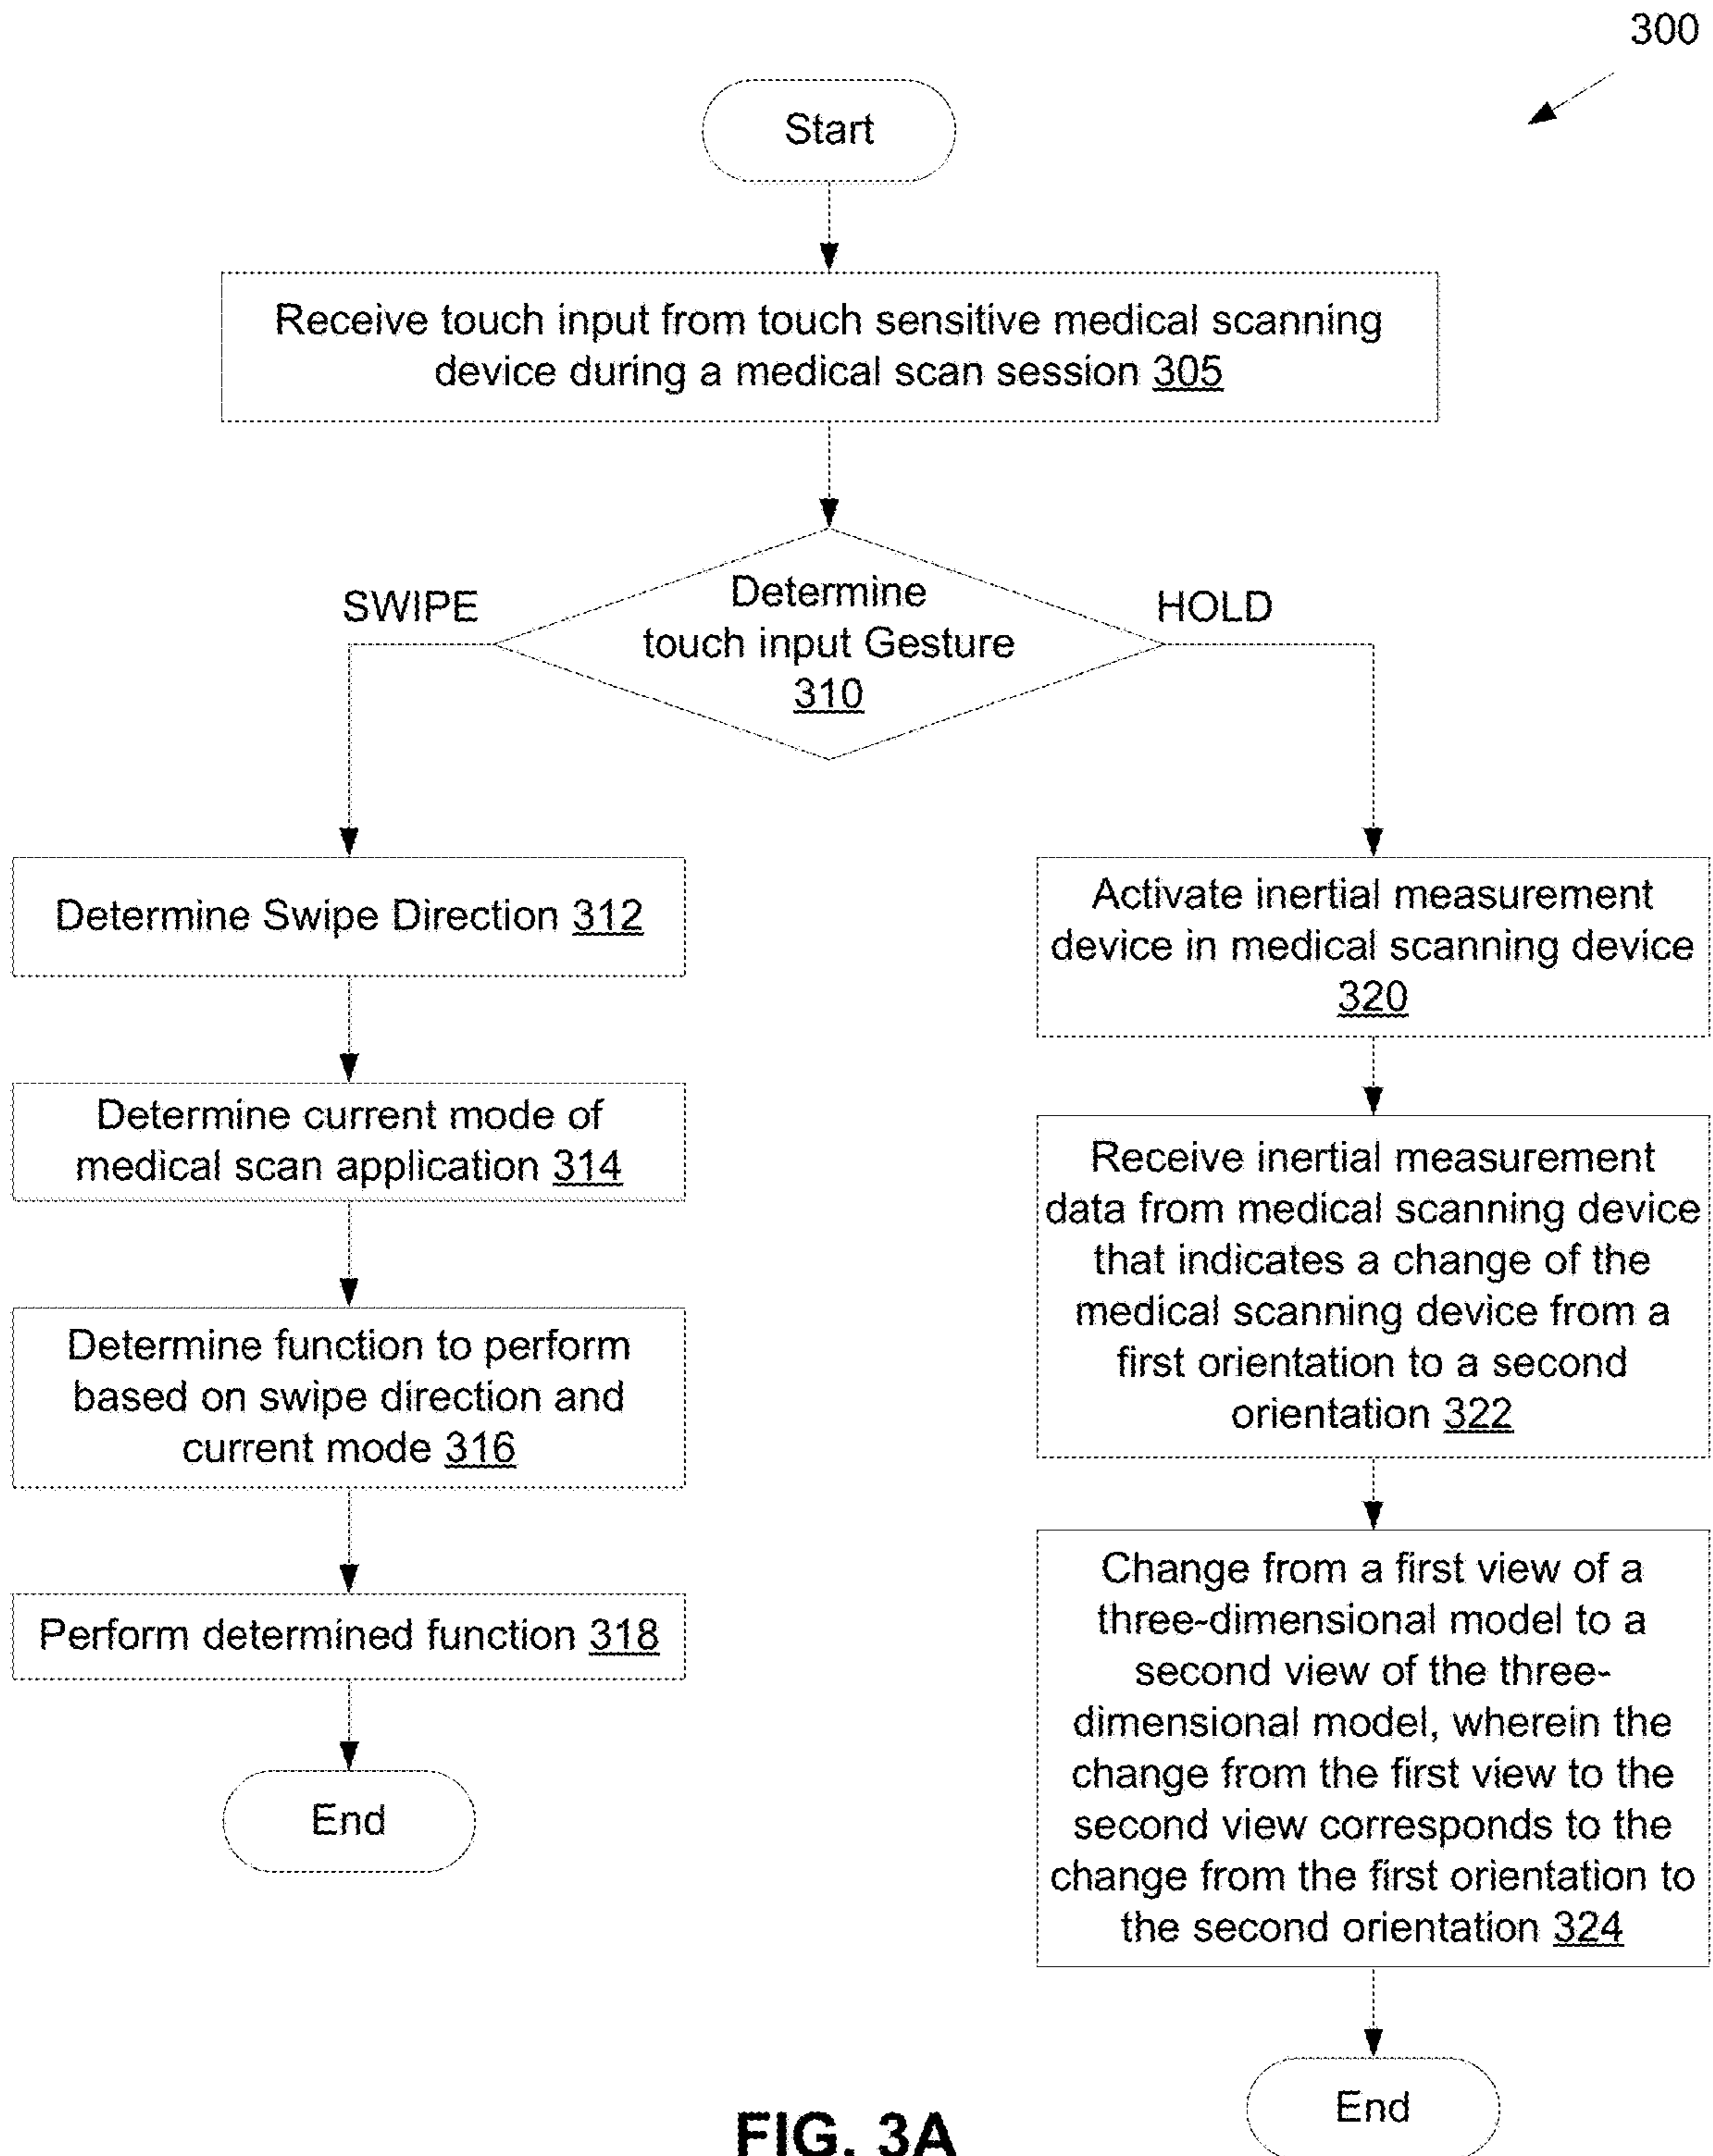 300
Start
Receive touch input from touch sensitive medical scanning
device during a medical scan session 305
Determine
touch input Gesture
310
SWIPE
HOLD
Determine Swipe Direction 312
Determine current mode of
medical scan application 314
Determine function to perform
based on swipe direction and
current mode 316
Perform determined function 318
End
Activate inertial measurement
device in medical scanning device
320
Receive inertial measurement
data from medical scanning device
that indicates a change of the
medical scanning device from a
first orientation to a second
orientation 322
Change from a first view of a
three-dimensional model to a
second view of the three-
dimensional model, wherein the
change from the first view to the
second view corresponds to the
change from the first orientation to
the second orientation 324
End
FIG. 3A